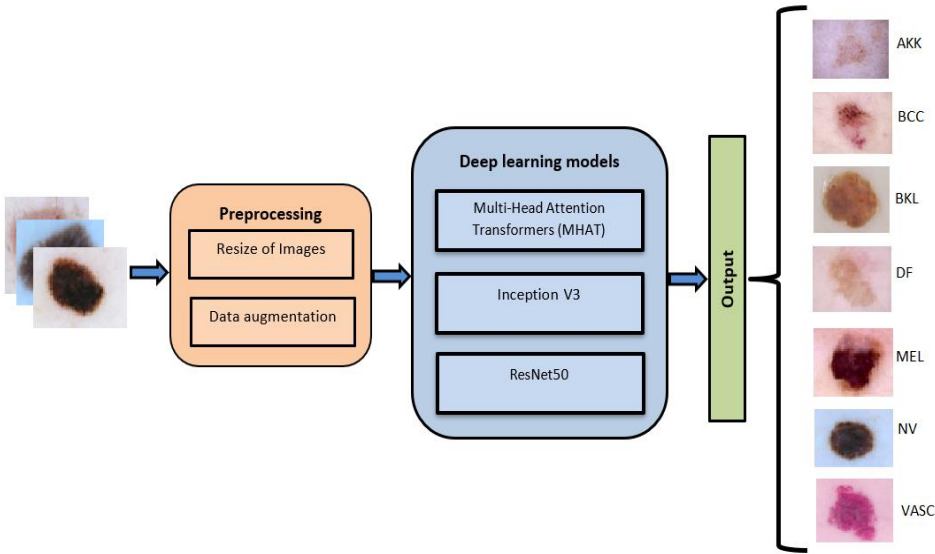 Preprocessing
Resize of Images
Data augmentation
Deep learning models
Multi-Head Attention
Transformers (MHAT)
Inception V3
ResNet50
Output
AKK
BCC
BKL
DF
MEL
NV
VASC